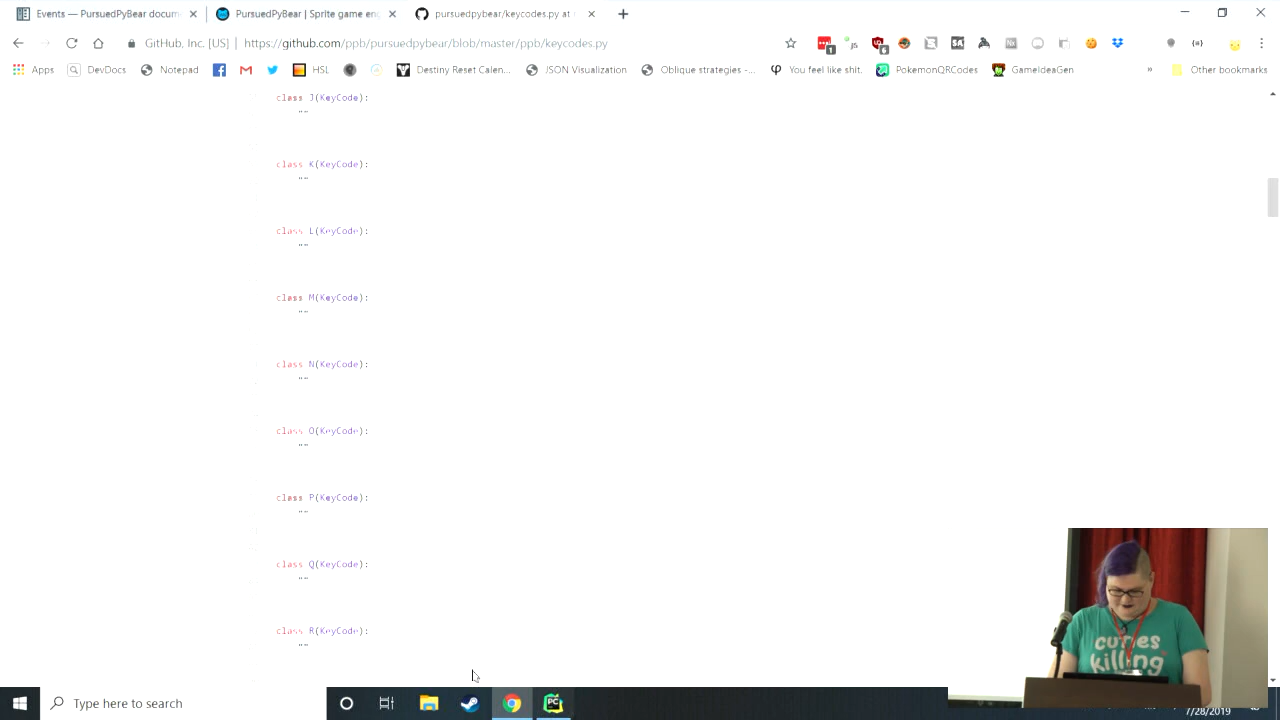 Events — PursuedPyBear docum
PursuedPyBear | Sprite game eng
pursuedpybear/keycodes.py at
GitHub, Inc. [US] | https://github.com/ppb/pursuedpybear/blob/master/ppb/keycodes.py
Apps
DevDocs
Notepad
HSL
Destiny Reset Calen...
JSON Visualization
Oblique strategies -...
You feel like shit.
PokemonQRCodes
GameIdeaGen
»
Other bookmarks
class J(KeyCode):
""
class K(KeyCode):
""
class L(KeyCode):
""
class M(KeyCode):
""
class N(KeyCode):
""
class O(KeyCode):
""
class P(KeyCode):
""
class Q(KeyCode):
""
class R(KeyCode):
""
cuties
killing
Type here to search
7/28/2019